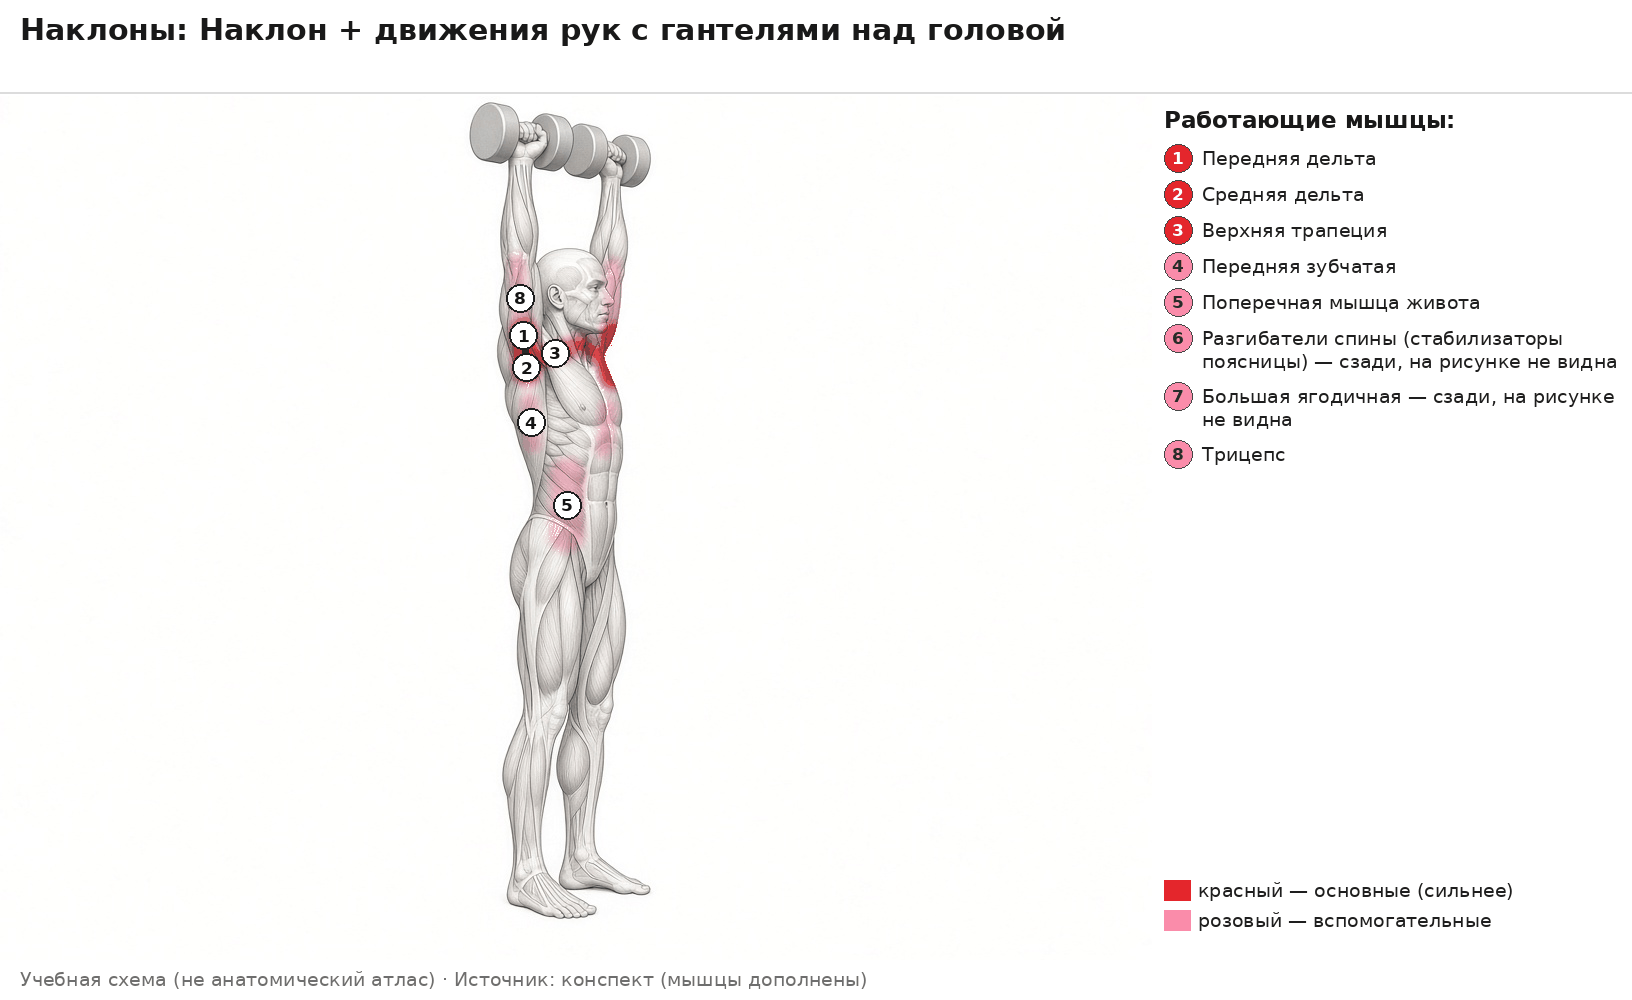 Наклоны: Наклон + движения рук с гантелями над головой
Работающие мышцы:
1 Передняя дельта
2 Средняя дельта
3 Верхняя трапеция
4 Передняя зубчатая
5 Поперечная мышца живота
6 Разгибатели спины (стабилизаторы
поясницы) — сзади, на рисунке не видна
7 Большая ягодичная — сзади, на рисунке
не видна
8 Трицепс
8
1
3
2
4
5
красный — основные (сильнее)
розовый — вспомогательные
Учебная схема (не анатомический атлас) · Источник: конспект (мышцы дополнены)